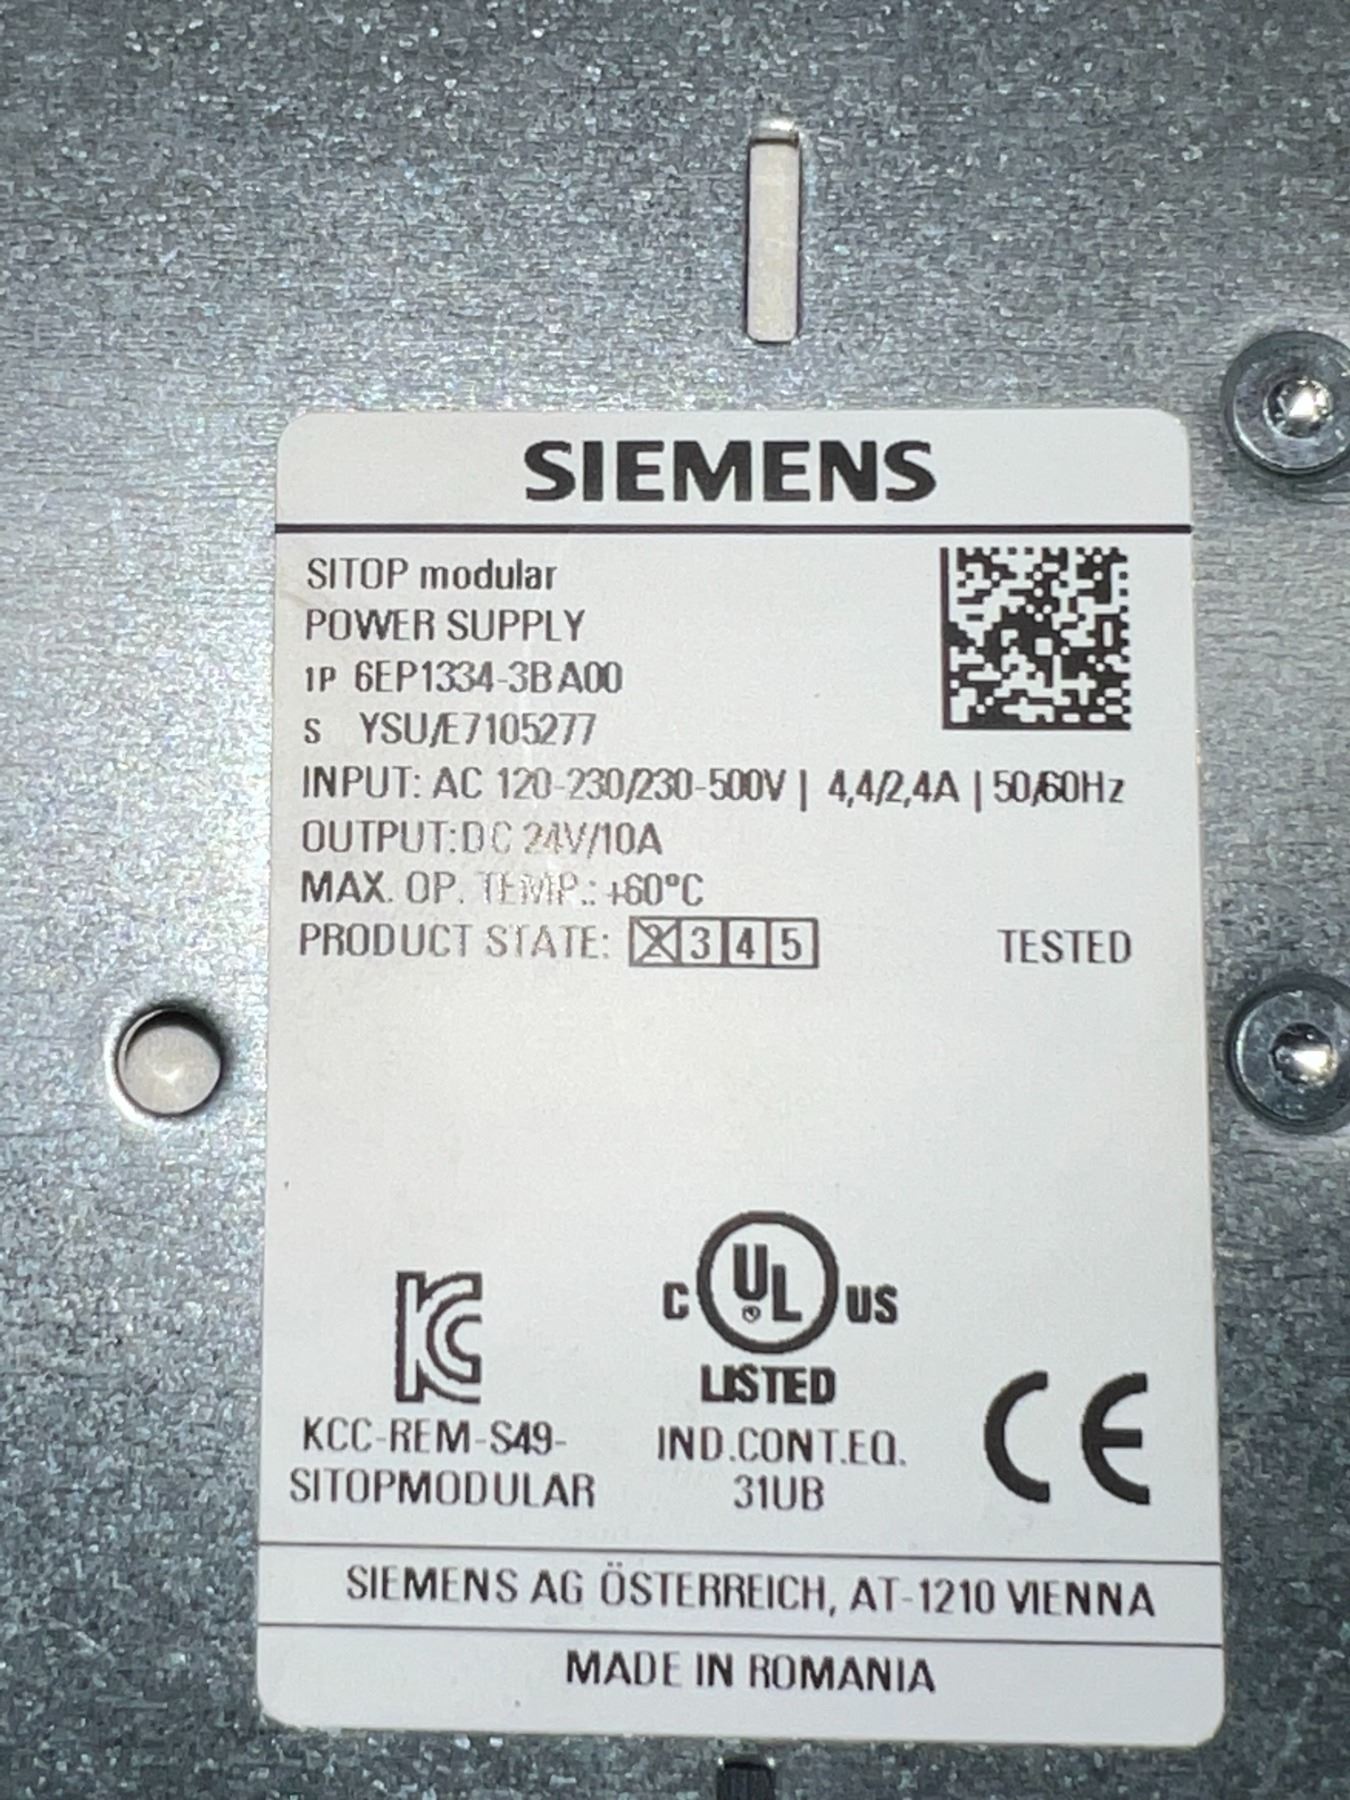 SIEMENS
SITOP modular
POWER SUPPLY
1P 6EP1334-3BA00
S YSU/E7105277
INPUT: AC 120-230/230-500V | 4,4/2,4A | 50/60Hz
OUTPUT:DC 24V/10A
MAX. OP. TEMP.: +60°C
PRODUCT STATE: 2 3 4 5 TESTED
C UL US
LISTED
KC
CE
KCC-REM-S49-
SITOPMODULAR
IND.CONT.EQ.
31UB
SIEMENS AG ÖSTERREICH, AT-1210 VIENNA
MADE IN ROMANIA